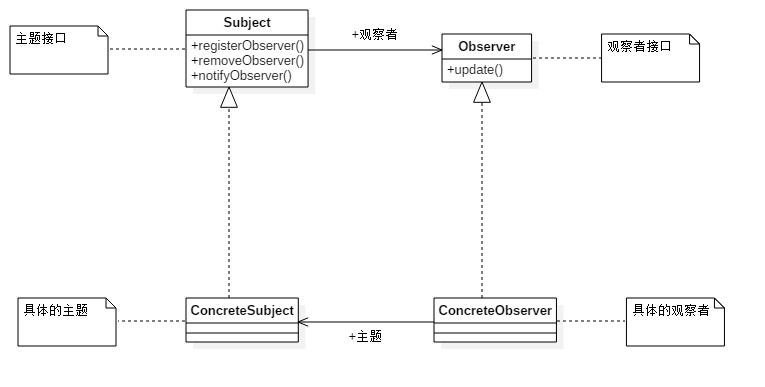 主题接口
Subject
+registerObserver()
+removeObserver()
+notifyObserver()
+观察者
Observer
+update()
观察者接口
具体的主题
ConcreteSubject
+主题
ConcreteObserver
具体的观察者